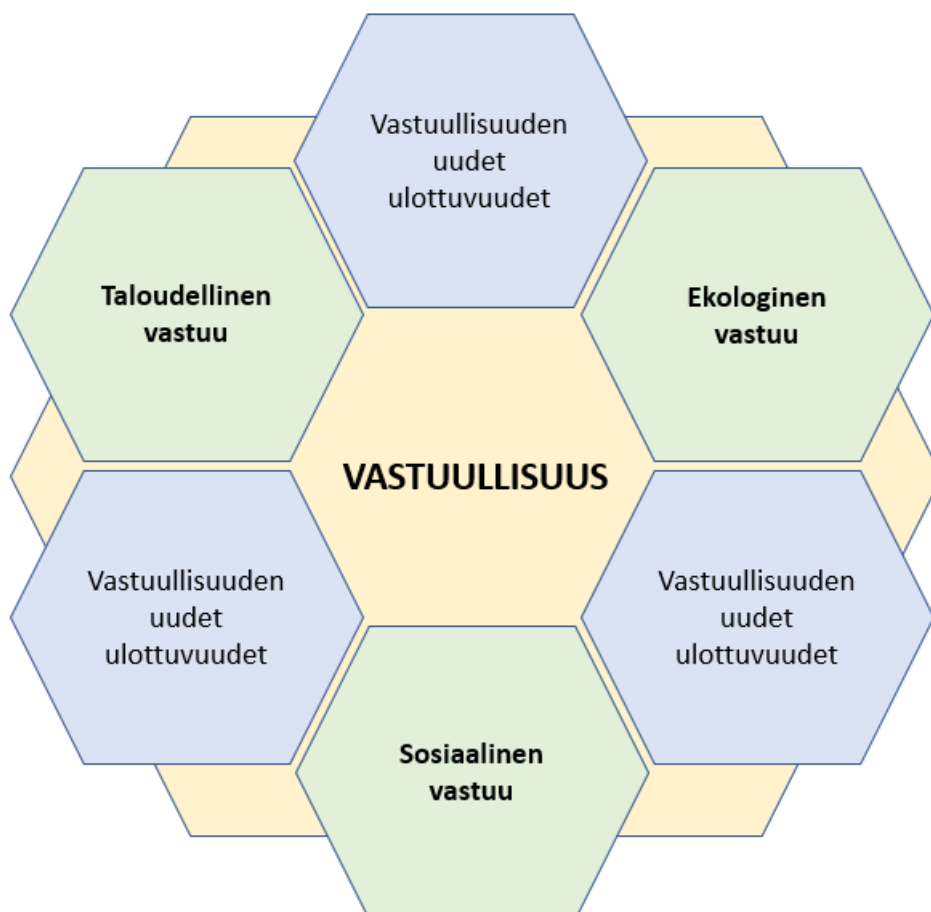 Vastuullisuuden
uudet
ulottuvuudet
Taloudellinen
vastuu
Ekologinen
vastuu
VASTUULLISUUS
Vastuullisuuden
uudet
ulottuvuudet
Vastuullisuuden
uudet
ulottuvuudet
Sosiaalinen
vastuu